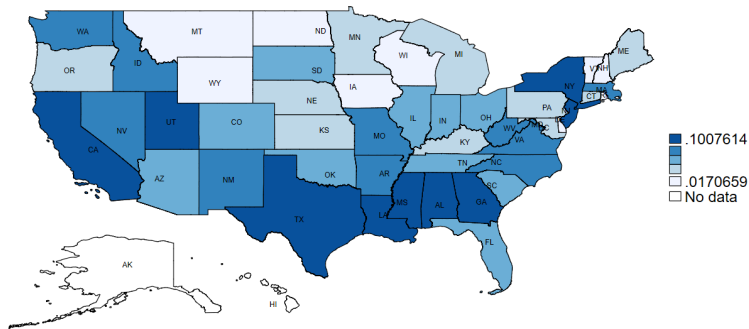 WA
MT
ND
MN
ME
OR
ID
SD
WI
MI
VT
NH
WY
IA
NY
MA
CT
NE
PA
NV
UT
CO
IL
IN
OH
KS
MO
WV
VA
KY
CA
AZ
NM
OK
AR
TN
NC
SC
TX
LA
MS
AL
GA
FL
AK
HI
.1007614
.0170659
No data